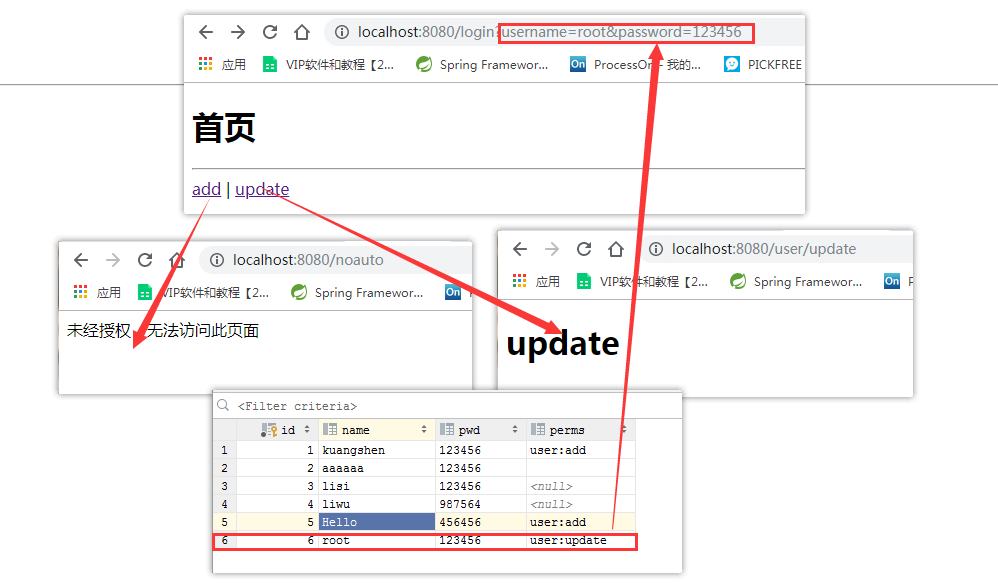 localhost:8080/login?username=root&password=123456
应用 VIP软件和教程【2... Spring Framewor... On ProcessOn - 我的... PICKFREE
首页
add | update
localhost:8080/noauto
应用 VIP软件和教程【2... Spring Framewor... On
未经授权 无法访问此页面
localhost:8080/user/update
应用 VIP软件和教程【2... Spring Framewor... On P
update
<Filter criteria>
id name pwd perms
1 1 kuangshen 123456 user:add
2 2 aaaaaa 123456
3 3 lisi 123456 <null>
4 4 liwu 987564 <null>
5 5 Hello 456456 user:add
6 6 root 123456 user:update